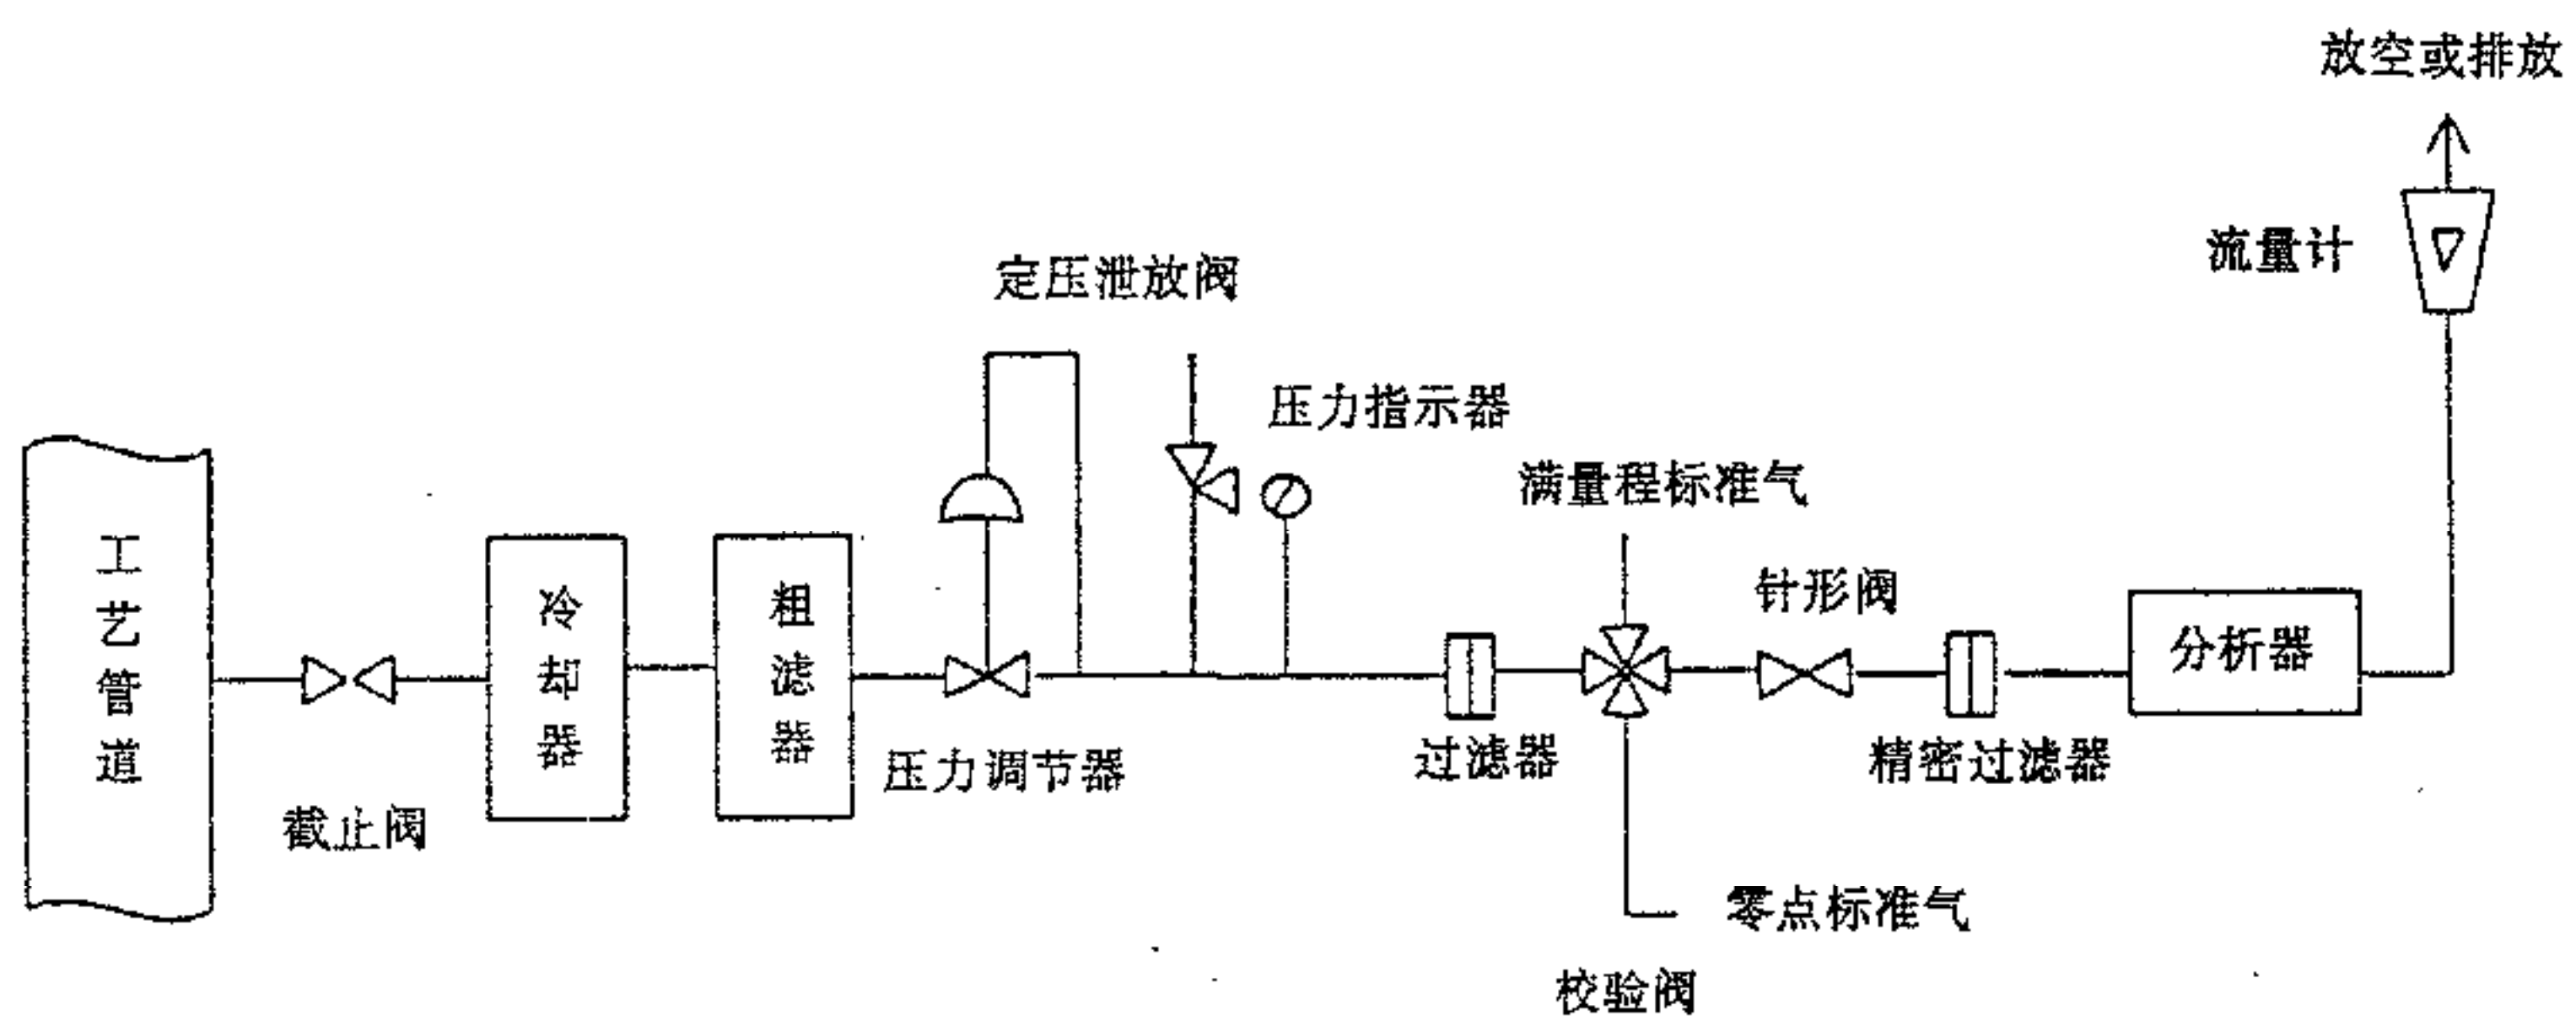 放空或排放
流量计
定压泄放阀
压力指示器
满量程标准气
针形阀
工艺管道
冷却器
粗滤器
分析器
截止阀
压力调节器
过滤器
精密过滤器
零点标准气
校验阀